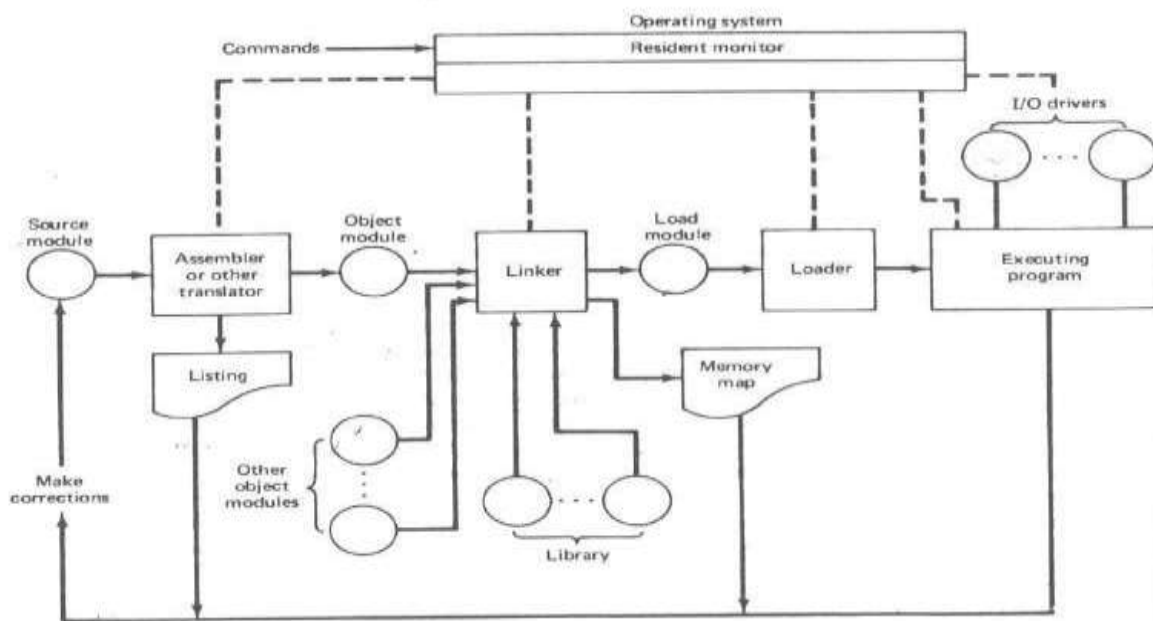 Operating system
Commands
Resident monitor
I/O drivers
Source
module
Object
module
Load
module
Assembler
or other
translator
Linker
Loader
Executing
program
Listing
Memory
map
Make
corrections
Other
object
modules
Library